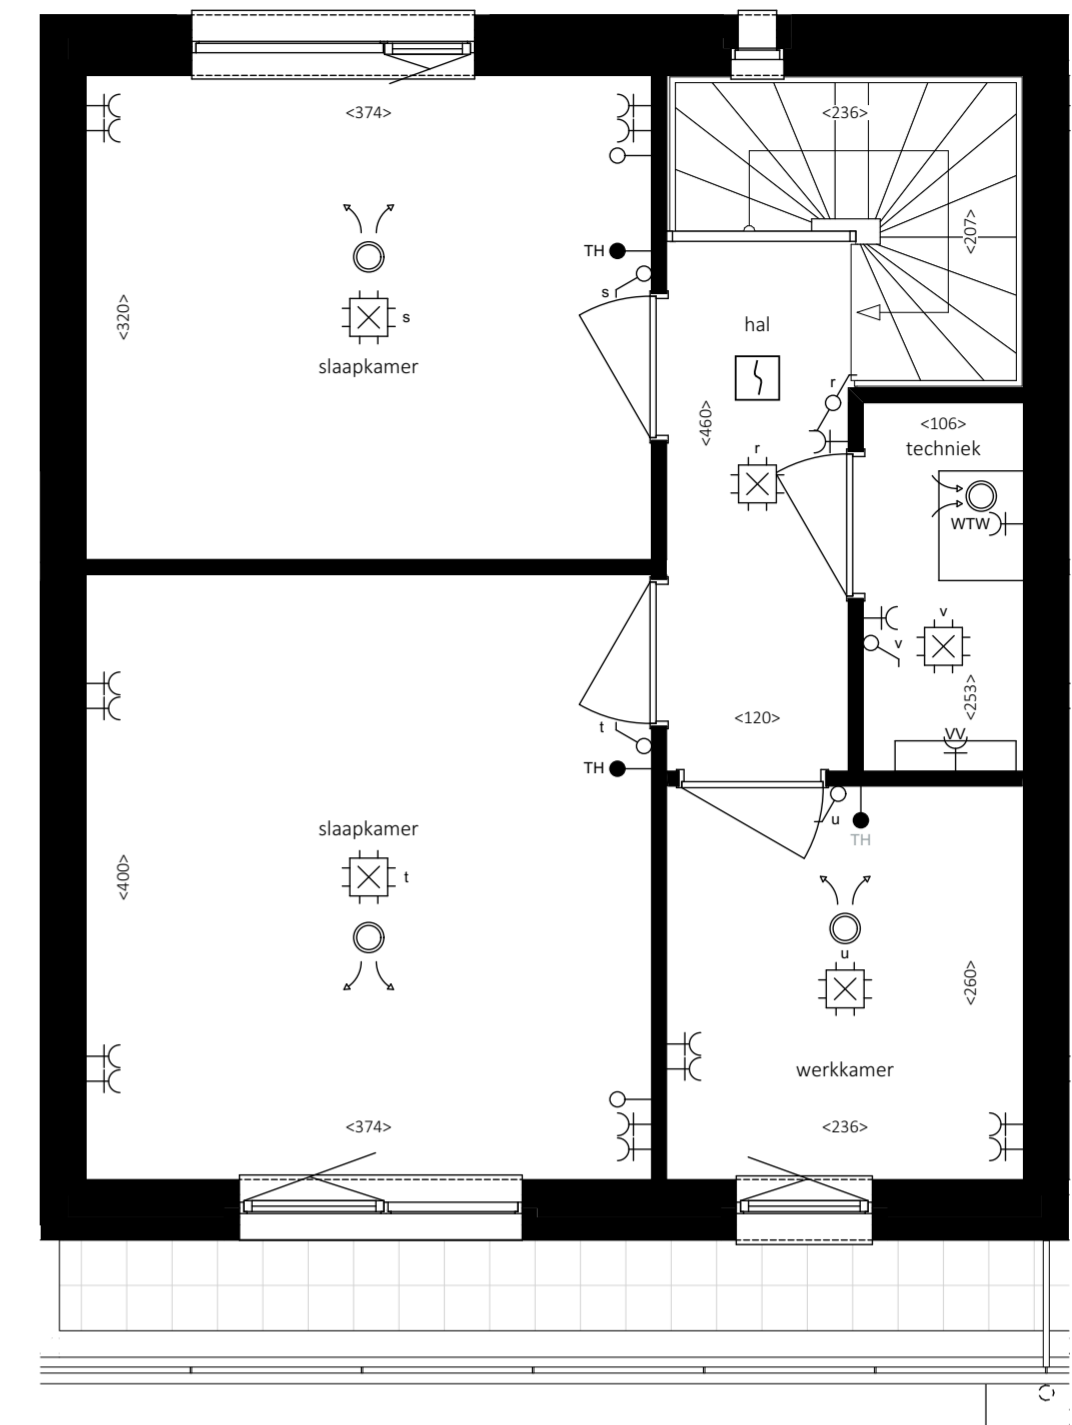 <374>
<236>
<207>
TH
s
<320>
s
hal
slaapkamer
r
<460>
<106>
techniek
r
WTW
v
v
<253>
<120>
t
VV
TH
u
TH
slaapkamer
<400>
t
u
<260>
werkkamer
<374>
<236>